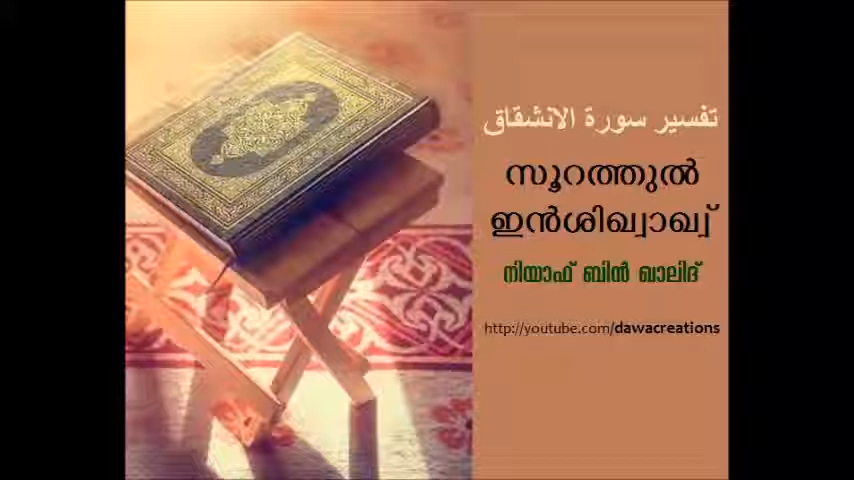 تفسير سورة الانشقاق
സൂറത്തുൽ
ഇൻശിഖ്വാഖ്വ്
നിയാഫ് ബിൻ ഖാലിദ്
http://youtube.com/dawacreations